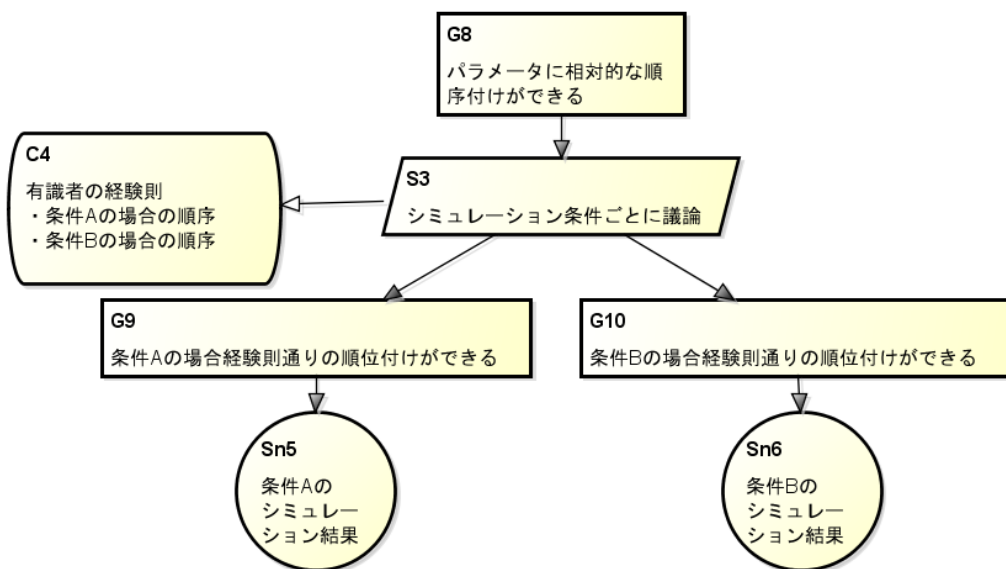 G8
パラメータに相対的な順
序付けができる
C4
有識者の経験則
・条件Aの場合の順序
・条件Bの場合の順序
S3
シミュレーション条件ごとに議論
G9
条件Aの場合経験則通りの順位付けができる
G10
条件Bの場合経験則通りの順位付けができる
Sn5
条件Aの
シミュレー
ション結果
Sn6
条件Bの
シミュレー
ション結果